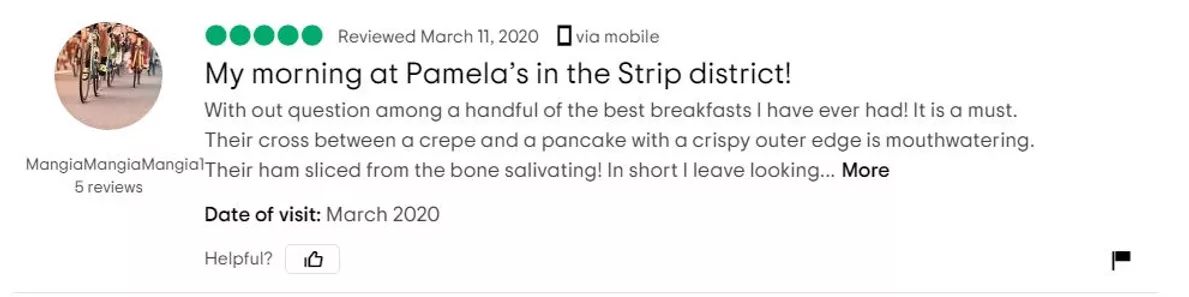 Reviewed March 11, 2020 via mobile
My morning at Pamela's in the Strip district!
With out question among a handful of the best breakfasts I have ever had! It is a must.
Their cross between a crepe and a pancake with a crispy outer edge is mouthwatering.
MangiaMangiaMangia1
Their ham sliced from the bone salivating! In short I leave looking... More
5 reviews
Date of visit: March 2020
Helpful?